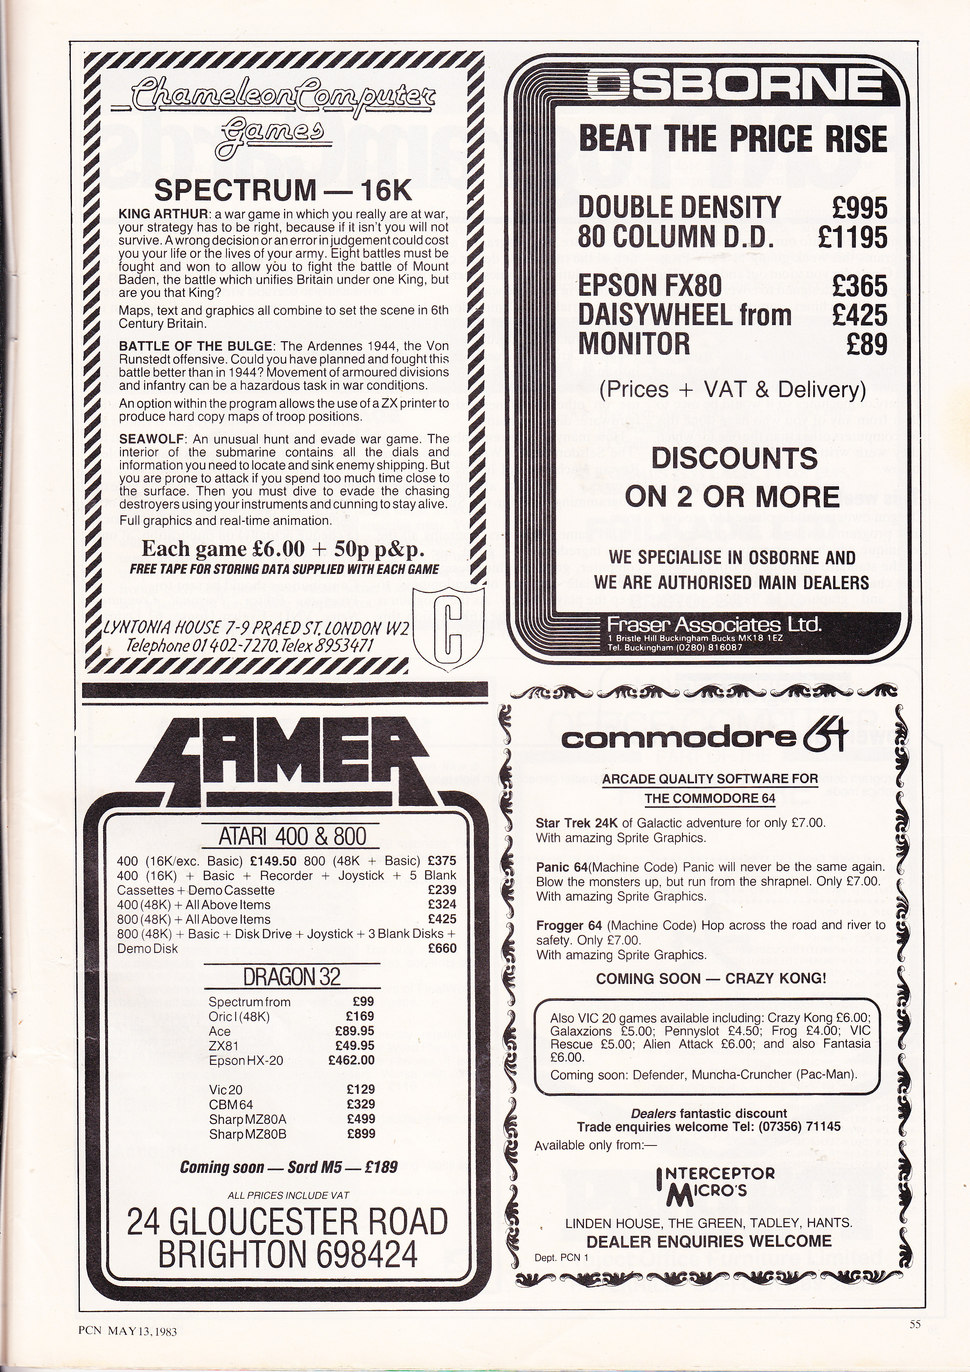 Chameleon Computer
Games
SPECTRUM — 16K
KING ARTHUR: a war game in which you really are at war,
your strategy has to be right, because if it isn't you will not
survive. A wrong decision or an error in judgement could cost
you your life or the lives of your army. Eight battles must be
fought and won to allow you to fight the battle of Mount
Baden, the battle which unifies Britain under one King, but
are you that King?
Maps, text and graphics all combine to set the scene in 6th
Century Britain.
BATTLE OF THE BULGE: The Ardennes 1944, the Von
Runstedt offensive. Could you have planned and fought this
battle better than in 1944? Movement of armoured divisions
and infantry can be a hazardous task in war conditions.
An option within the program allows the use of a ZX printer to
produce hard copy maps of troop positions.
SEAWOLF: An unusual hunt and evade war game. The
interior of the submarine contains all the dials and
information you need to locate and sink enemy shipping. But
you are prone to attack if you spend too much time close to
the surface. Then you must dive to evade the chasing
destroyers using your instruments and cunning to stay alive.
Full graphics and real-time animation.
Each game £6.00 + 50p p&p.
FREE TAPE FOR STORING DATA SUPPLIED WITH EACH GAME
LYNTONIA HOUSE 7-9 PRAED ST, LONDON W2
Telephone 01 402-7270. Telex 8953471
C
OSBORNE
BEAT THE PRICE RISE
DOUBLE DENSITY £995
80 COLUMN D.D. £1195
EPSON FX80 £365
DAISYWHEEL from £425
MONITOR £89
(Prices + VAT & Delivery)
DISCOUNTS
ON 2 OR MORE
WE SPECIALISE IN OSBORNE AND
WE ARE AUTHORISED MAIN DEALERS
Fraser Associates Ltd.
1 Bristle Hill Buckingham Bucks MK18 1EZ
Tel. Buckingham (0280) 816087
GAMER
ATARI 400 & 800
400 (16K/exc. Basic) £149.50 800 (48K + Basic) £375
400 (16K) + Basic + Recorder + Joystick + 5 Blank
Cassettes + Demo Cassette £239
400 (48K) + All Above Items £324
800 (48K) + All Above Items £425
800 (48K) + Basic + Disk Drive + Joystick + 3 Blank Disks +
Demo Disk £660
DRAGON 32
Spectrum from £99
Oric I (48K) £169
Ace £89.95
ZX81 £49.95
Epson HX-20 £462.00
Vic 20 £129
CBM 64 £329
Sharp MZ80A £499
Sharp MZ80B £899
Coming soon — Sord M5 — £189
ALL PRICES INCLUDE VAT
24 GLOUCESTER ROAD
BRIGHTON 698424
commodore 64
ARCADE QUALITY SOFTWARE FOR
THE COMMODORE 64
Star Trek 24K of Galactic adventure for only £7.00.
With amazing Sprite Graphics.
Panic 64 (Machine Code) Panic will never be the same again.
Blow the monsters up, but run from the shrapnel. Only £7.00.
With amazing Sprite Graphics.
Frogger 64 (Machine Code) Hop across the road and river to
safety. Only £7.00.
With amazing Sprite Graphics.
COMING SOON — CRAZY KONG!
Also VIC 20 games available including: Crazy Kong £6.00;
Galaxzions £5.00; Pennyslot £4.50; Frog £4.00; VIC
Rescue £5.00; Alien Attack £6.00; and also Fantasia
£6.00.
Coming soon: Defender, Muncha-Cruncher (Pac-Man).
Dealers fantastic discount
Trade enquiries welcome Tel: (07356) 71145
Available only from:—
INTERCEPTOR
MICRO'S
LINDEN HOUSE, THE GREEN, TADLEY, HANTS.
DEALER ENQUIRIES WELCOME
Dept. PCN 1
PCN MAY 13, 1983
55